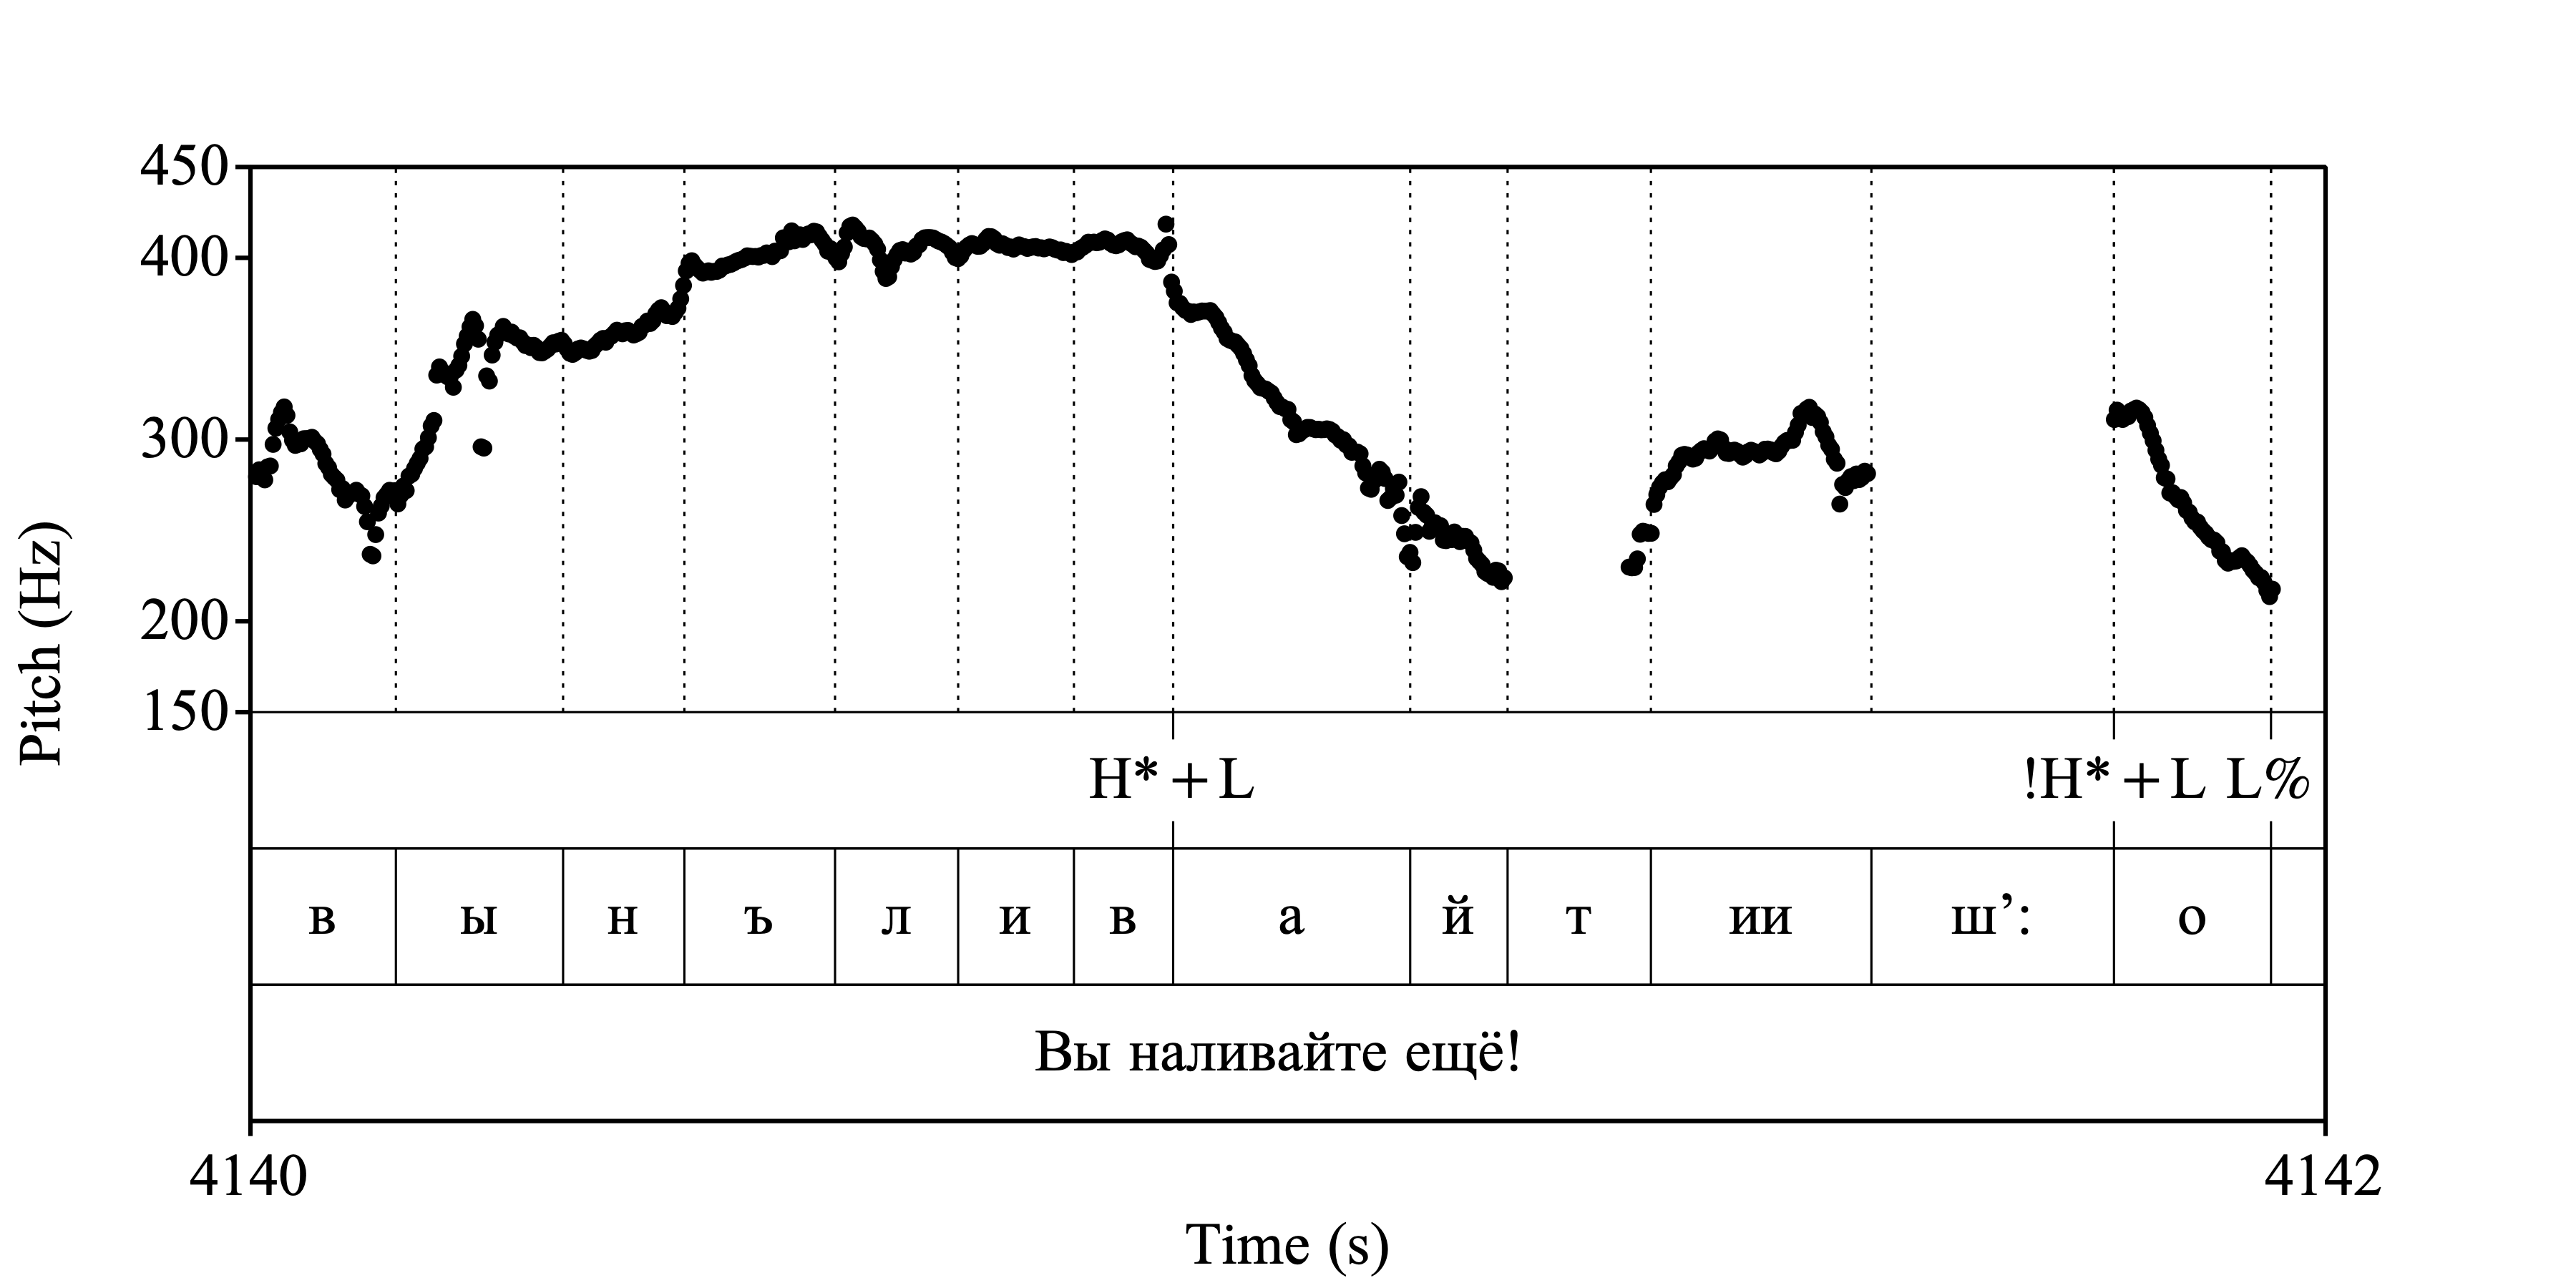 450
400
300
200
150
Pitch (Hz)
H* + L !H* + L L%
в ы н ъ л и в а й т ии ш’: о
Вы наливайте ещё!
4140 4142
Time (s)